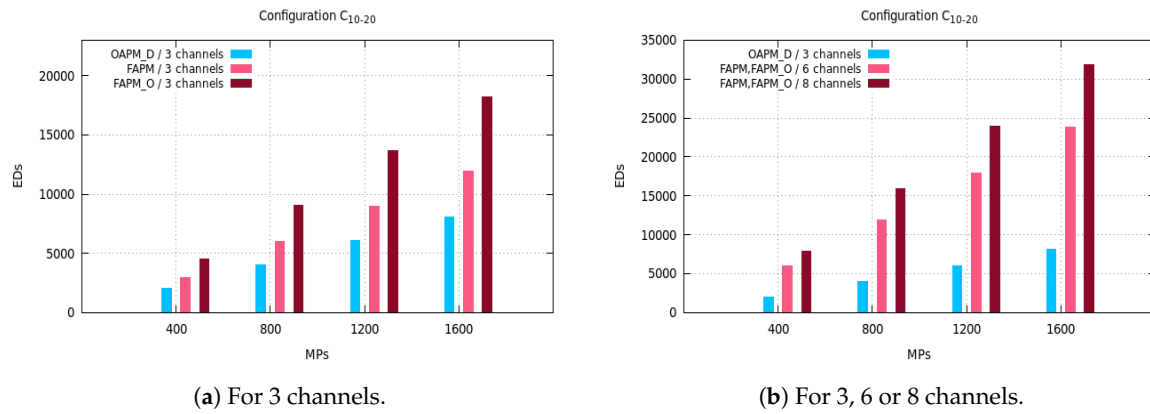 Configuration C10-20
OAPM_D / 3 channels
FAPM / 3 channels
FAPM_O / 3 channels
20000
15000
10000
5000
0
EDs
400 800 1200 1600
MPs
(a) For 3 channels.
Configuration C10-20
OAPM_D / 3 channels
FAPM,FAPM_O / 6 channels
FAPM,FAPM_O / 8 channels
35000
30000
25000
20000
15000
10000
5000
0
EDs
400 800 1200 1600
MPs
(b) For 3, 6 or 8 channels.